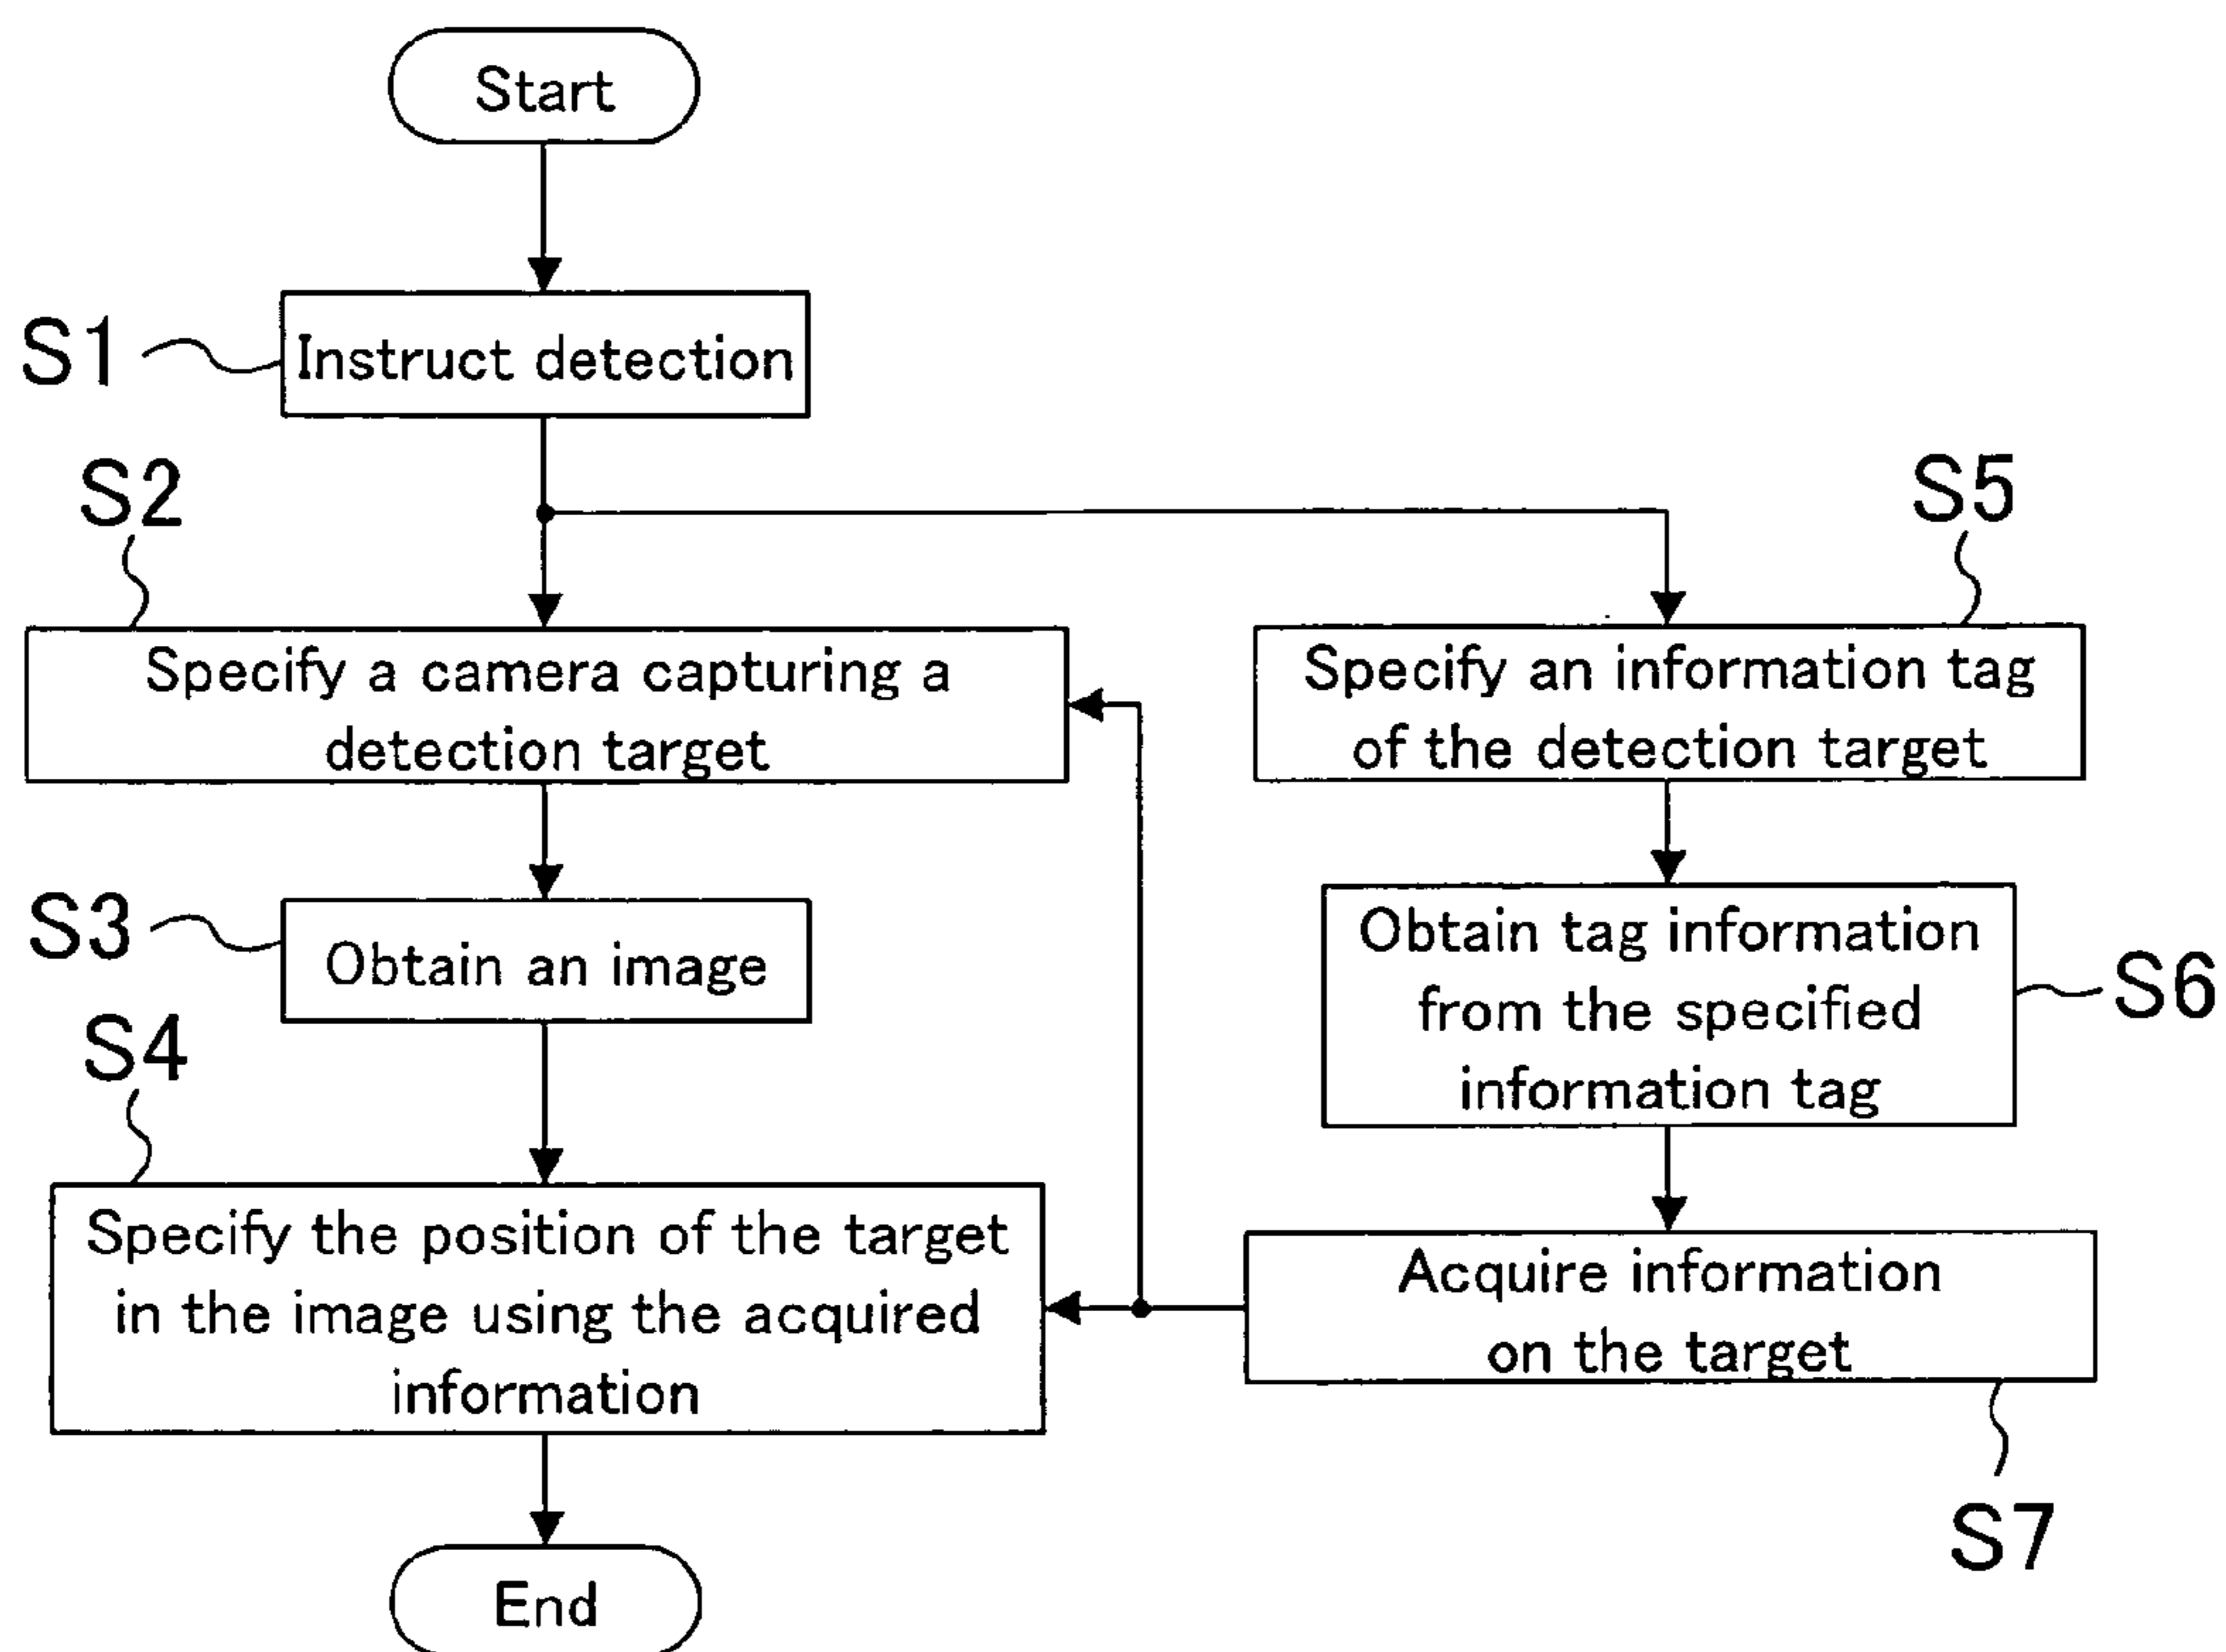 Start
S1
Instruct detection
S2
S5
Specify a camera capturing a
detection target
Specify an information tag
of the detection target
S3
Obtain an image
Obtain tag information
from the specified
information tag
S6
S4
Specify the position of the target
in the image using the acquired
information
Acquire information
on the target
S7
End